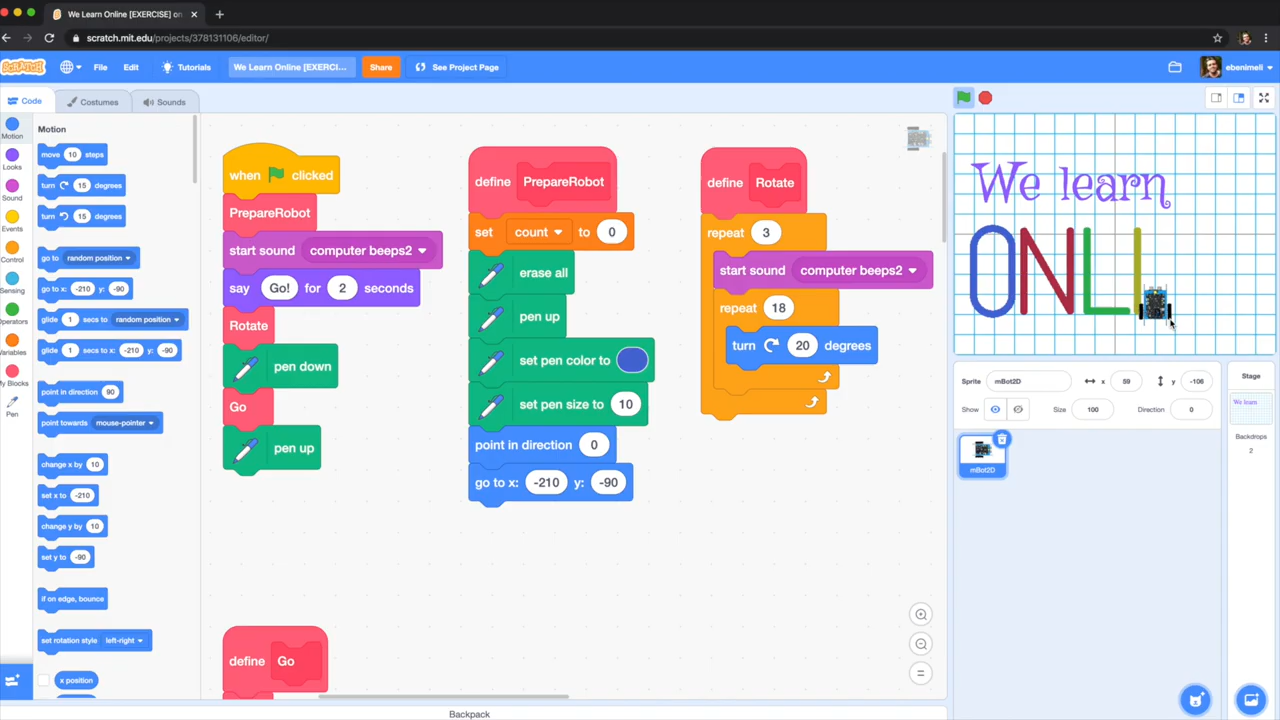 We Learn Online [EXERCISE] on
scratch.mit.edu/projects/378131106/editor/
SCRATCH File Edit Tutorials We Learn Online [EXERCI... Share See Project Page ebenimeli
Code Costumes Sounds
Motion
Looks
Sound
Events
Control
Sensing
Operators
Variables
My Blocks
Pen
Motion
move 10 steps
turn 15 degrees
turn 15 degrees
go to random position
go to x: -210 y: -90
glide 1 secs to random position
glide 1 secs to x: -210 y: -90
point in direction 90
point towards mouse-pointer
change x by 10
set x to -210
change y by 10
set y to -90
if on edge, bounce
set rotation style left-right
x position
when clicked
PrepareRobot
start sound computer beeps2
say Go! for 2 seconds
Rotate
pen down
Go
pen up
define Go
define PrepareRobot
set count to 0
erase all
pen up
set pen color to
set pen size to 10
point in direction 0
go to x: -210 y: -90
define Rotate
repeat 3
start sound computer beeps2
repeat 18
turn 20 degrees
We learn
ONLI
Sprite mBot2D x 59 y -106
Show Size 100 Direction 0
mBot2D
Stage
We learn
Backdrops
2
Backpack